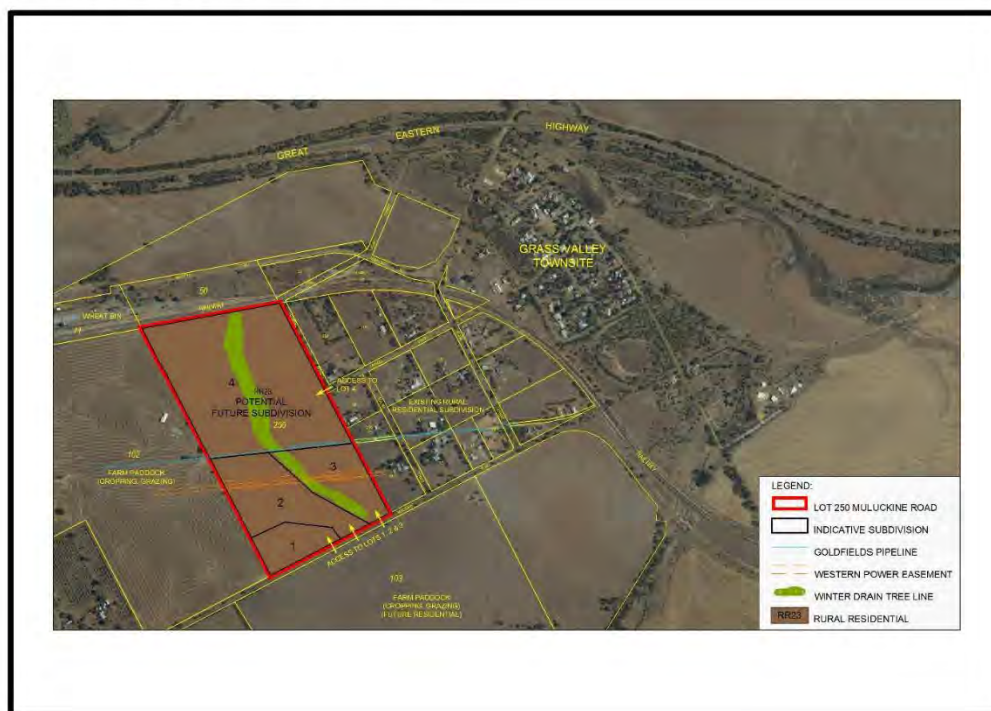 GREAT EASTERN HIGHWAY
GRASS VALLEY
TOWNSITE
50
WHEAT BIN
RAILWAY
4
POTENTIAL
FUTURE SUBDIVISION
250
ACCESS TO
LOT 4
EXISTING RURAL
RESIDENTIAL SUBDIVISION
102
FARM PADDOCK
(CROPPING, GRAZING)
3
2
1
ACCESS TO LOTS 1, 2 & 3
103
FARM PADDOCK
(CROPPING, GRAZING)
(FUTURE RESIDENTIAL)
LEGEND:
LOT 250 MULUCKINE ROAD
INDICATIVE SUBDIVISION
GOLDFIELDS PIPELINE
WESTERN POWER EASEMENT
WINTER DRAIN TREE LINE
RR23 RURAL RESIDENTIAL